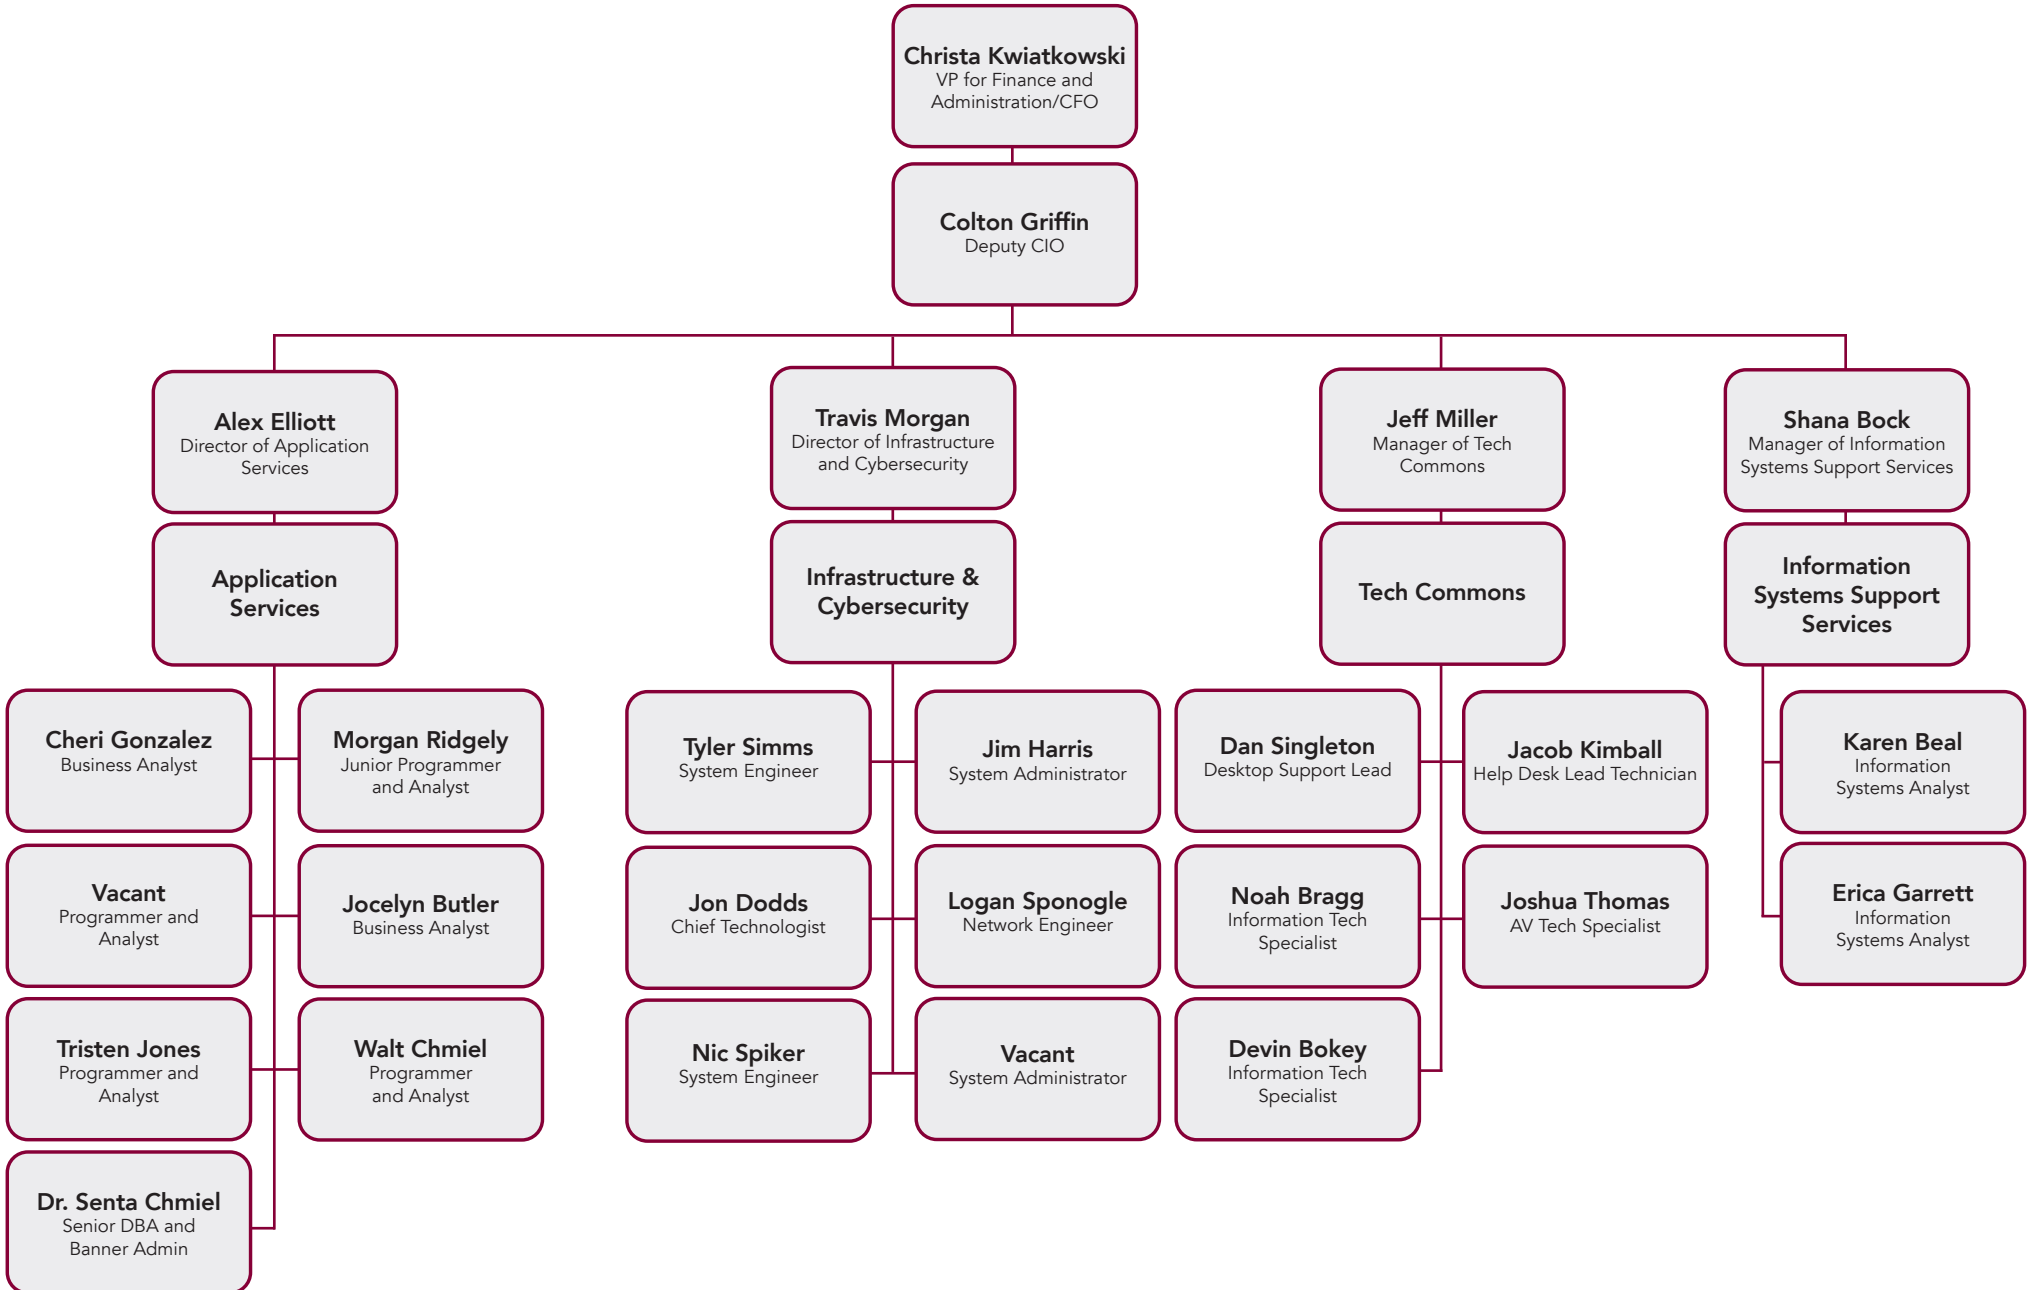 Christa Kwiatkowski
VP for Finance and
Administration/CFO
Colton Griffin
Deputy CIO
Alex Elliott
Director of Application
Services
Travis Morgan
Director of Infrastructure
and Cybersecurity
Jeff Miller
Manager of Tech
Commons
Shana Bock
Manager of Information
Systems Support Services
Application
Services
Infrastructure &
Cybersecurity
Tech Commons
Information
Systems Support
Services
Cheri Gonzalez
Business Analyst
Morgan Ridgely
Junior Programmer
and Analyst
Tyler Simms
System Engineer
Jim Harris
System Administrator
Dan Singleton
Desktop Support Lead
Jacob Kimball
Help Desk Lead Technician
Karen Beal
Information
Systems Analyst
Vacant
Programmer and
Analyst
Jocelyn Butler
Business Analyst
Jon Dodds
Chief Technologist
Logan Sponogle
Network Engineer
Noah Bragg
Information Tech
Specialist
Joshua Thomas
AV Tech Specialist
Erica Garrett
Information
Systems Analyst
Tristen Jones
Programmer and
Analyst
Walt Chmiel
Programmer
and Analyst
Nic Spiker
System Engineer
Vacant
System Administrator
Devin Bokey
Information Tech
Specialist
Dr. Senta Chmiel
Senior DBA and
Banner Admin